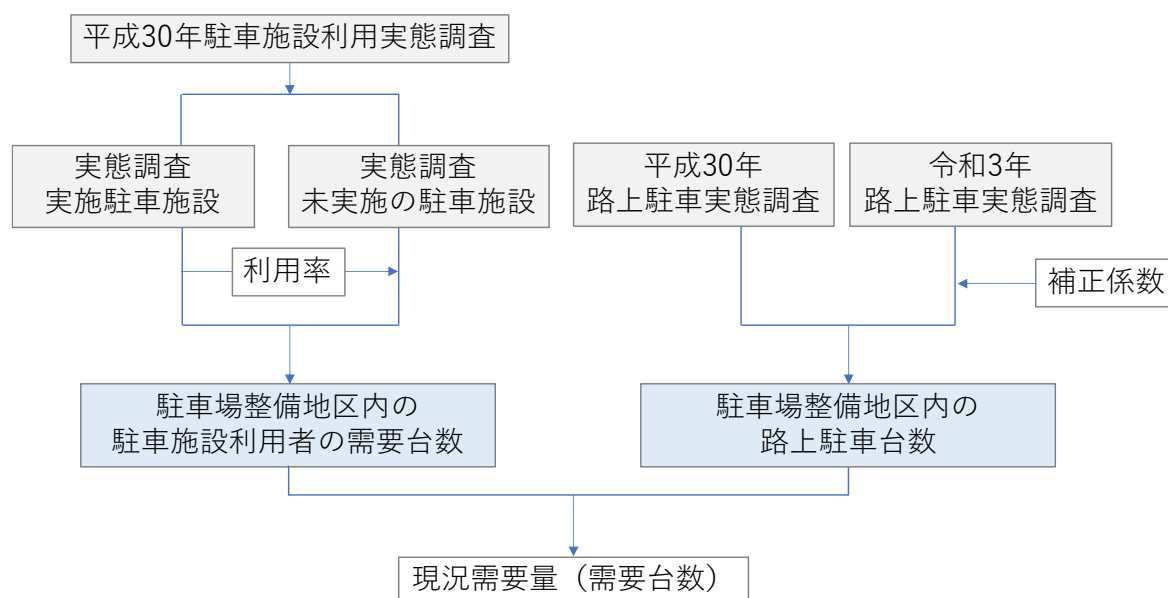 平成30年駐車施設利用実態調査
実態調査
実施駐車施設
実態調査
未実施の駐車施設
平成30年
路上駐車実態調査
令和3年
路上駐車実態調査
利用率
補正係数
駐車場整備地区内の
駐車施設利用者の需要台数
駐車場整備地区内の
路上駐車台数
現況需要量（需要台数）